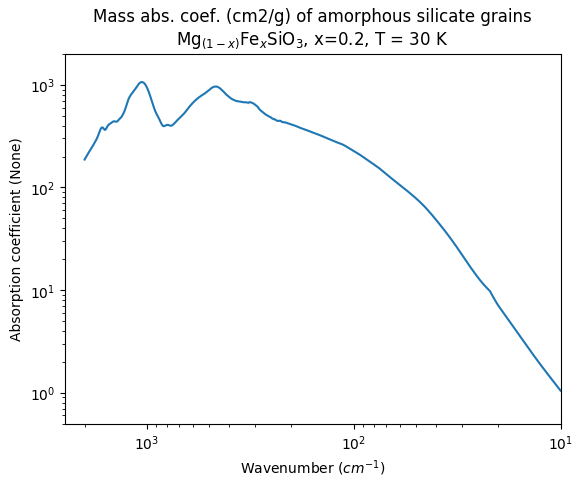 Mass abs. coef. (cm2/g) of amorphous silicate grains
Mg₍₁₋ₓ₎FeₓSiO₃, x=0.2, T = 30 K
Absorption coefficient (None)
10³
10²
10¹
10⁰
10³ 10² 10¹
Wavenumber (cm⁻¹)